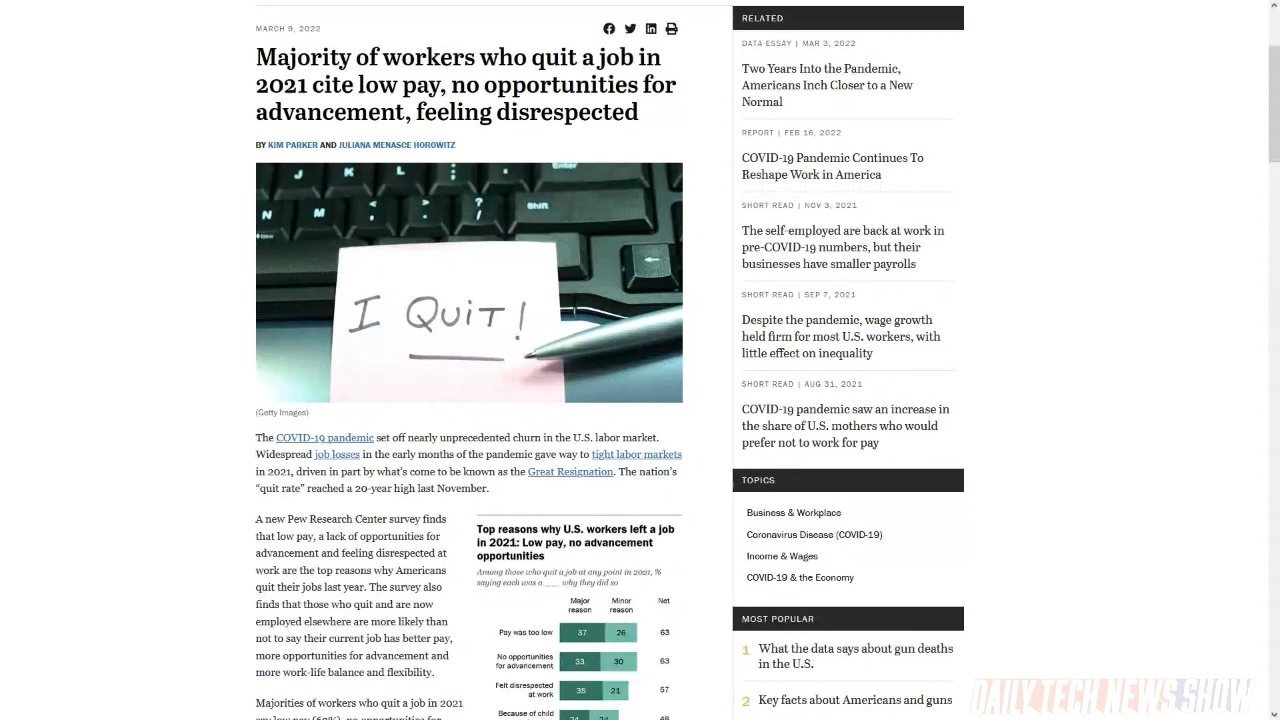 MARCH 9, 2022
Majority of workers who quit a job in
2021 cite low pay, no opportunities for
advancement, feeling disrespected
BY KIM PARKER AND JULIANA MENASCE HOROWITZ
J K L : Enter
N M < , > . ? / Shift
I QUIT!
(Getty Images)
The COVID-19 pandemic set off nearly unprecedented churn in the U.S. labor market.
Widespread job losses in the early months of the pandemic gave way to tight labor markets
in 2021, driven in part by what's come to be known as the Great Resignation. The nation's
“quit rate” reached a 20-year high last November.
A new Pew Research Center survey finds
that low pay, a lack of opportunities for
advancement and feeling disrespected at
work are the top reasons why Americans
quit their jobs last year. The survey also
finds that those who quit and are now
employed elsewhere are more likely than
not to say their current job has better pay,
more opportunities for advancement and
more work-life balance and flexibility.
Majorities of workers who quit a job in 2021
say low pay (63%), no opportunities for
Top reasons why U.S. workers left a job
in 2021: Low pay, no advancement
opportunities
Among those who quit a job at any point in 2021, %
saying each was a ___ why they did so
Major reason Minor reason Net
Pay was too low 37 26 63
No opportunities for advancement 33 30 63
Felt disrespected at work 35 21 57
Because of child 24 24 48
RELATED
DATA ESSAY | MAR 3, 2022
Two Years Into the Pandemic,
Americans Inch Closer to a New
Normal
REPORT | FEB 16, 2022
COVID-19 Pandemic Continues To
Reshape Work in America
SHORT READ | NOV 3, 2021
The self-employed are back at work in
pre-COVID-19 numbers, but their
businesses have smaller payrolls
SHORT READ | SEP 7, 2021
Despite the pandemic, wage growth
held firm for most U.S. workers, with
little effect on inequality
SHORT READ | AUG 31, 2021
COVID-19 pandemic saw an increase in
the share of U.S. mothers who would
prefer not to work for pay
TOPICS
Business & Workplace
Coronavirus Disease (COVID-19)
Income & Wages
COVID-19 & the Economy
MOST POPULAR
1 What the data says about gun deaths
in the U.S.
2 Key facts about Americans and guns
DAILY TECH NEWS SHOW